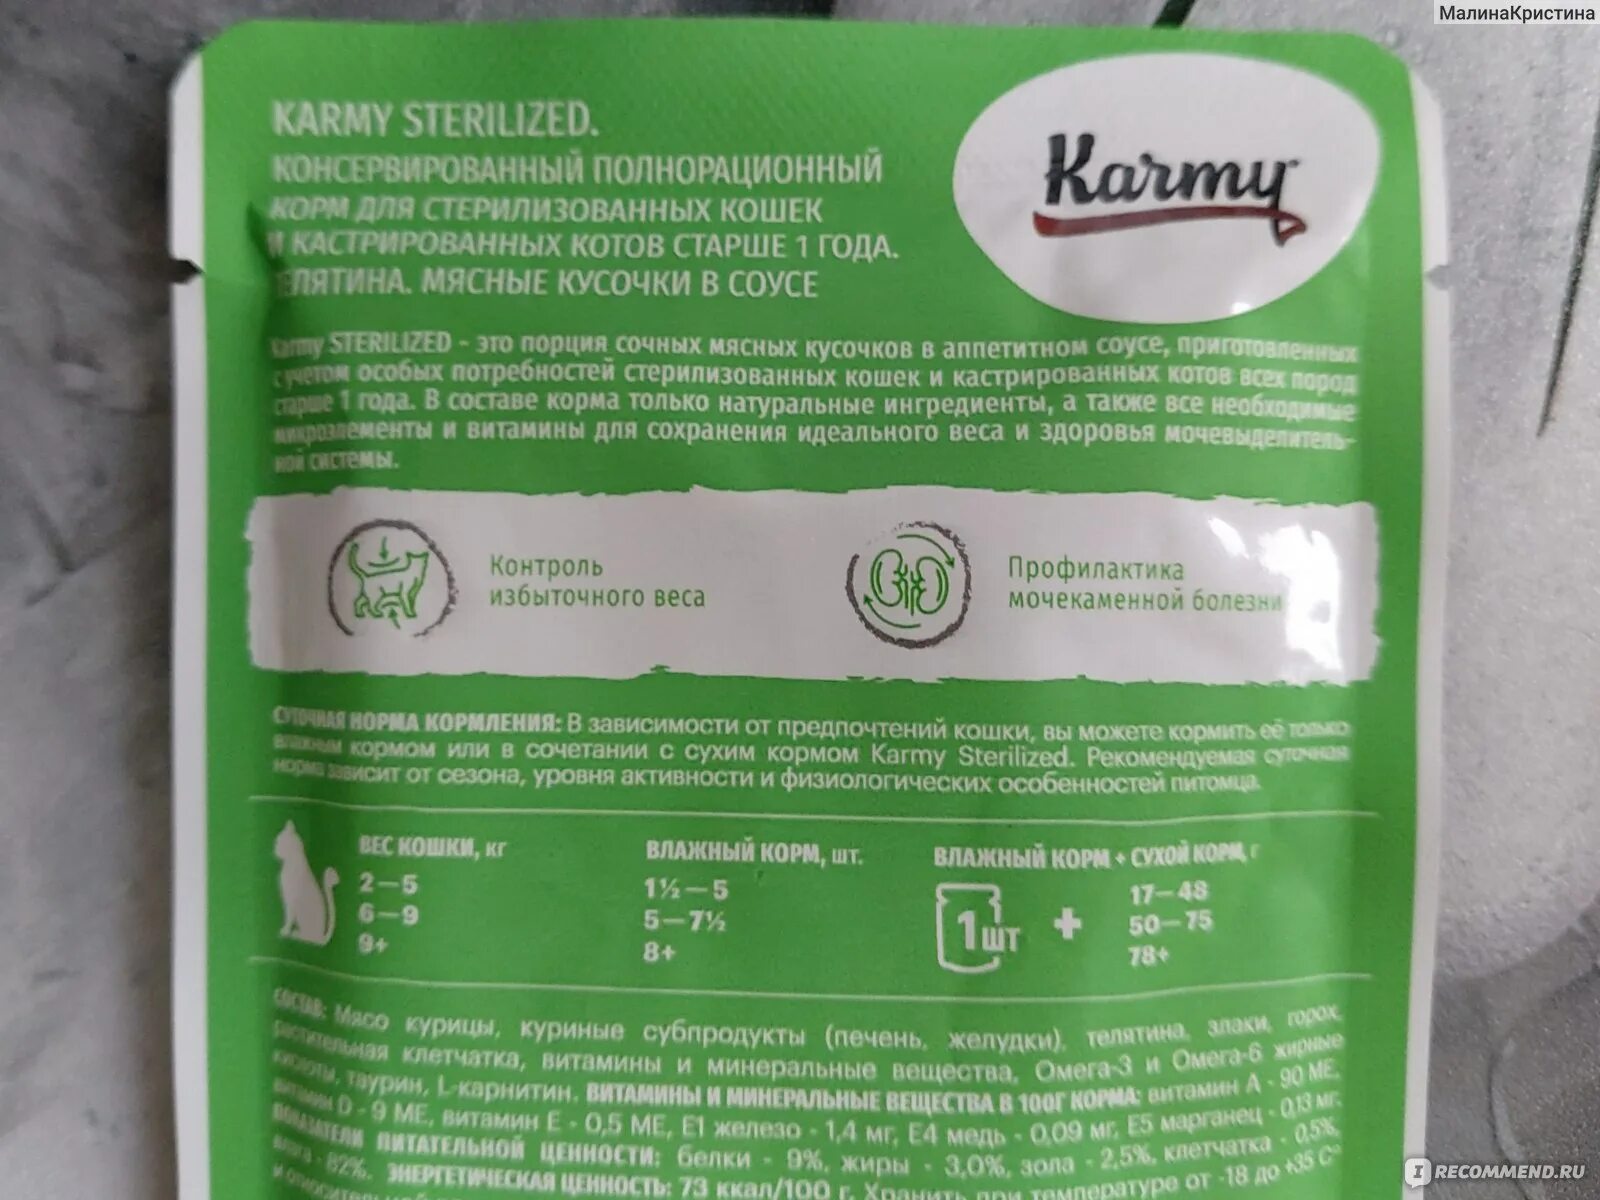 МалинаКристина
KARMY STERILIZED.
КОНСЕРВИРОВАННЫЙ ПОЛНОРАЦИОННЫЙ
КОРМ ДЛЯ СТЕРИЛИЗОВАННЫХ КОШЕК
И КАСТРИРОВАННЫХ КОТОВ СТАРШЕ 1 ГОДА.
ТЕЛЯТИНА. МЯСНЫЕ КУСОЧКИ В СОУСЕ
Karmy
Karmy STERILIZED - это порция сочных мясных кусочков в аппетитном соусе, приготовленных
с учетом особых потребностей стерилизованных кошек и кастрированных котов всех пород
старше 1 года. В составе корма только натуральные ингредиенты, а также все необходимые
микроэлементы и витамины для сохранения идеального веса и здоровья мочевыделитель-
ной системы.
Контроль
избыточного веса
Профилактика
мочекаменной болезни
СУТОЧНАЯ НОРМА КОРМЛЕНИЯ: В зависимости от предпочтений кошки, вы можете кормить её только
влажным кормом или в сочетании с сухим кормом Karmy Sterilized. Рекомендуемая суточная
норма зависит от сезона, уровня активности и физиологических особенностей питомца.
ВЕС КОШКИ, кг ВЛАЖНЫЙ КОРМ, шт. ВЛАЖНЫЙ КОРМ + СУХОЙ КОРМ, г
2—5 1½—5 17—48
6—9 5—7½ 1 шт + 50—75
9+ 8+ 78+
СОСТАВ: Мясо курицы, куриные субпродукты (печень, желудки), телятина, злаки, горох,
растительная клетчатка, витамины и минеральные вещества, Омега-3 и Омега-6 жирные
кислоты, таурин, L-карнитин. ВИТАМИНЫ И МИНЕРАЛЬНЫЕ ВЕЩЕСТВА В 100Г КОРМА: витамин А - 90 МЕ,
витамин D - 9 МЕ, витамин Е - 0,5 МЕ, Е1 железо - 1,4 мг, Е4 медь - 0,09 мг, Е5 марганец - 0,13 мг.
ПОКАЗАТЕЛИ ПИТАТЕЛЬНОЙ ЦЕННОСТИ: белки - 9%, жиры - 3,0%, зола - 2,5%, клетчатка - 0,5%,
влага - 82%. ЭНЕРГЕТИЧЕСКАЯ ЦЕННОСТЬ: 73 ккал/100 г. Хранить при температуре от -18 до +35 С°
IRECOMMEND.RU